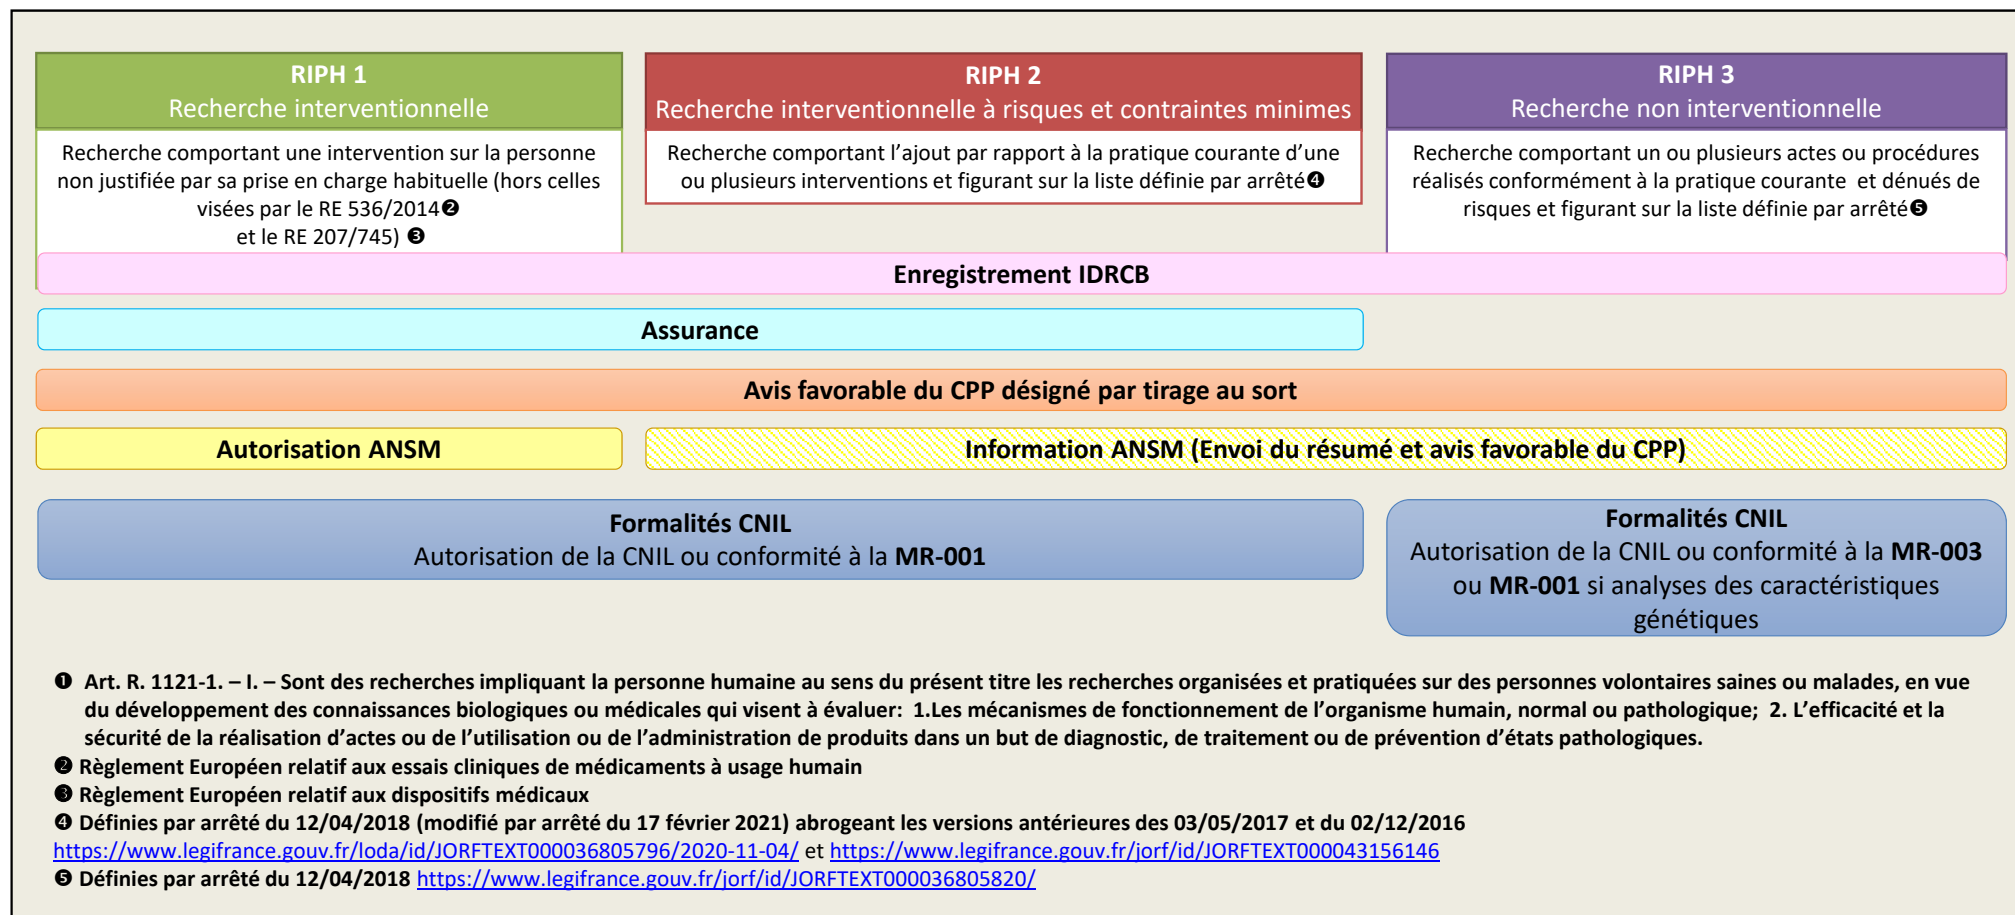 RIPH 1
Recherche interventionnelle
Recherche comportant une intervention sur la personne
non justifiée par sa prise en charge habituelle (hors celles
visées par le RE 536/2014❷
et le RE 207/745) ❸
RIPH 2
Recherche interventionnelle à risques et contraintes minimes
Recherche comportant l’ajout par rapport à la pratique courante d’une
ou plusieurs interventions et figurant sur la liste définie par arrêté❹
RIPH 3
Recherche non interventionnelle
Recherche comportant un ou plusieurs actes ou procédures
réalisés conformément à la pratique courante et dénués de
risques et figurant sur la liste définie par arrêté❺
Enregistrement IDRCB
Assurance
Avis favorable du CPP désigné par tirage au sort
Autorisation ANSM
Information ANSM (Envoi du résumé et avis favorable du CPP)
Formalités CNIL
Autorisation de la CNIL ou conformité à la MR-001
Formalités CNIL
Autorisation de la CNIL ou conformité à la MR-003
ou MR-001 si analyses des caractéristiques
génétiques
❶ Art. R. 1121-1. – I. – Sont des recherches impliquant la personne humaine au sens du présent titre les recherches organisées et pratiquées sur des personnes volontaires saines ou malades, en vue
du développement des connaissances biologiques ou médicales qui visent à évaluer: 1.Les mécanismes de fonctionnement de l’organisme humain, normal ou pathologique; 2. L’efficacité et la
sécurité de la réalisation d’actes ou de l’utilisation ou de l’administration de produits dans un but de diagnostic, de traitement ou de prévention d’états pathologiques.
❷ Règlement Européen relatif aux essais cliniques de médicaments à usage humain
❸ Règlement Européen relatif aux dispositifs médicaux
❹ Définies par arrêté du 12/04/2018 (modifié par arrêté du 17 février 2021) abrogeant les versions antérieures des 03/05/2017 et du 02/12/2016
https://www.legifrance.gouv.fr/loda/id/JORFTEXT000036805796/2020-11-04/ et https://www.legifrance.gouv.fr/jorf/id/JORFTEXT000043156146
❺ Définies par arrêté du 12/04/2018 https://www.legifrance.gouv.fr/jorf/id/JORFTEXT000036805820/